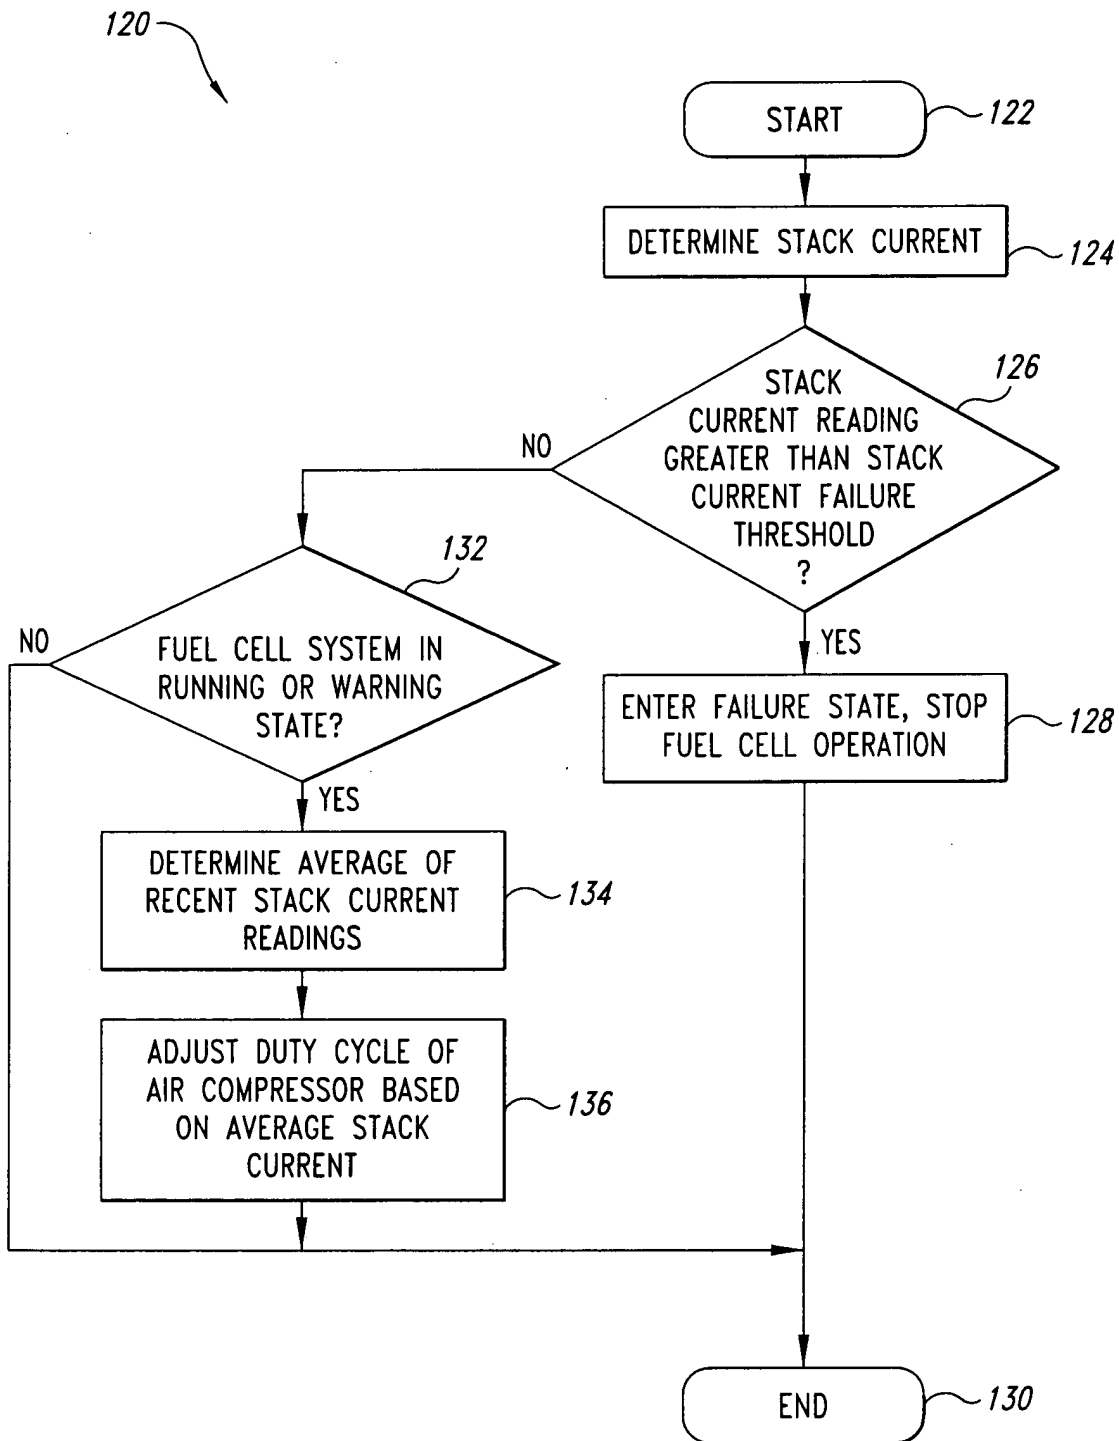 120
START
122
DETERMINE STACK CURRENT
124
STACK
CURRENT READING
GREATER THAN STACK
CURRENT FAILURE
THRESHOLD
?
126
NO
YES
132
FUEL CELL SYSTEM IN
RUNNING OR WARNING
STATE?
NO
YES
ENTER FAILURE STATE, STOP
FUEL CELL OPERATION
128
DETERMINE AVERAGE OF
RECENT STACK CURRENT
READINGS
134
ADJUST DUTY CYCLE OF
AIR COMPRESSOR BASED
ON AVERAGE STACK
CURRENT
136
END
130